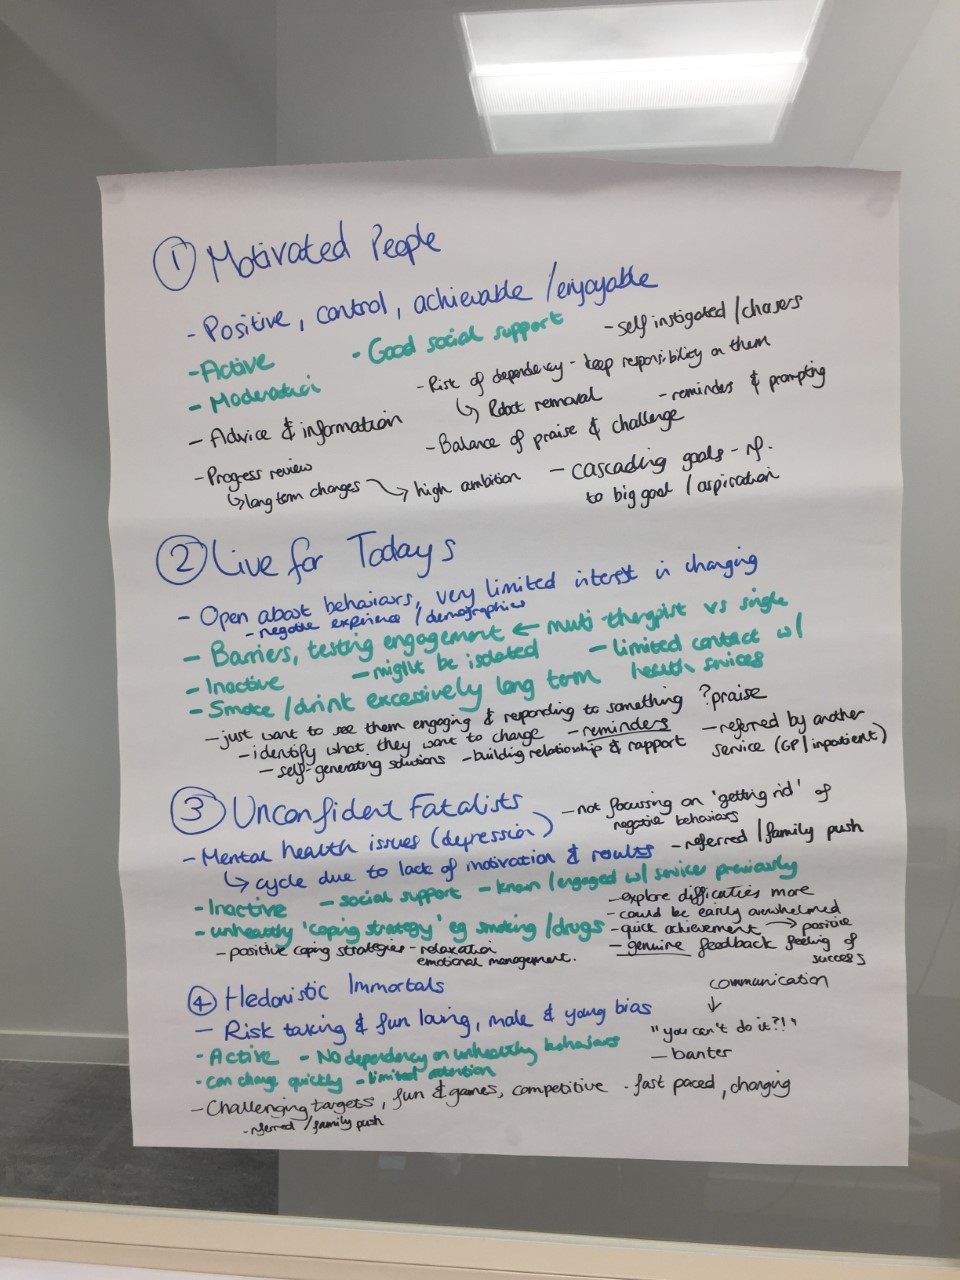 ① Motivated People
- Positive, control, achievable / enjoyable
- Active - Good social support - self instigated / chasers
- Moderation - Risk of dependency - keep responsibility on them
↳ Robot removal - reminders & prompting
- Advice & information - Balance of praise & challenge
- Progress review
↳ long term changes → high ambition - cascading goals - rp.
to big goal / aspiration
② Live for Todays
- Open about behaviours, very limited interest in changing
- negative experience / demographics
- Barriers, testing engagement ← multi-therapist vs single
- Inactive - might be isolated - limited contact w/
health services
- Smoke / drink excessively long term
- just want to see them engaging & responding to something ? praise
- identify what they want to change - reminders - referred by another
service (GP / inpatient)
- self-generating solutions - building relationship & rapport
③ Unconfident Fatalists - not focussing on 'getting rid' of
negative behaviours
- Mental health issues (depression) - referred / family push
↳ cycle due to lack of motivation & results
- Inactive - social support - known / engaged w/ services previously
- unhealthy 'coping strategy' eg smoking / drugs
- explore difficulties more
- could be easily overwhelmed
- quick achievement → positive
- genuine feedback feeling of
success
- positive coping strategies - relaxation
emotional management.
④ Hedonistic Immortals
- Risk taking & fun loving, male & young bias
- Active - No dependency on unhealthy behaviours
- can change quickly - limited attention
communication
↓
"you can't do it?!"
- banter
- Challenging targets, fun & games, competitive - fast paced, changing
- referred / family push